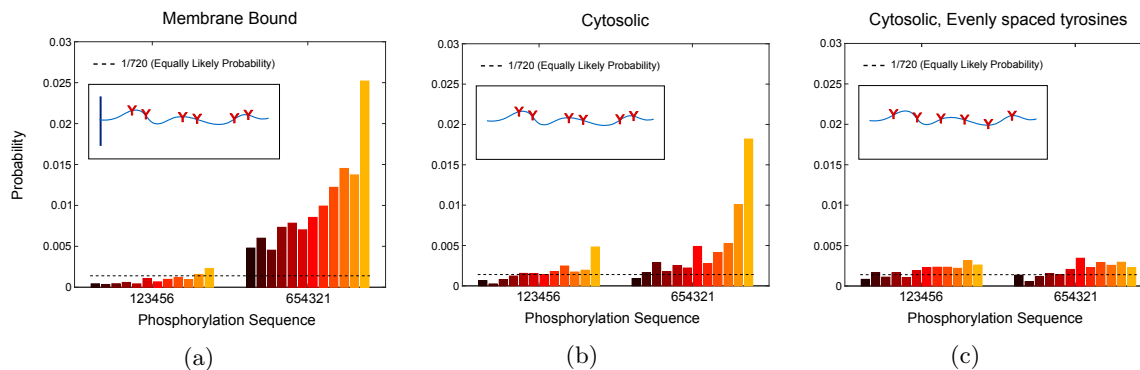 Membrane Bound
0.03
0.025
0.02
0.015
0.01
0.005
0
Probability
1/720 (Equally Likely Probability)
Y Y Y Y Y Y
123456 654321
Phosphorylation Sequence
(a)
Cytosolic
0.03
0.025
0.02
0.015
0.01
0.005
0
1/720 (Equally Likely Probability)
Y Y Y Y Y Y
123456 654321
Phosphorylation Sequence
(b)
Cytosolic, Evenly spaced tyrosines
0.03
0.025
0.02
0.015
0.01
0.005
0
1/720 (Equally Likely Probability)
Y Y Y Y Y Y
123456 654321
Phosphorylation Sequence
(c)